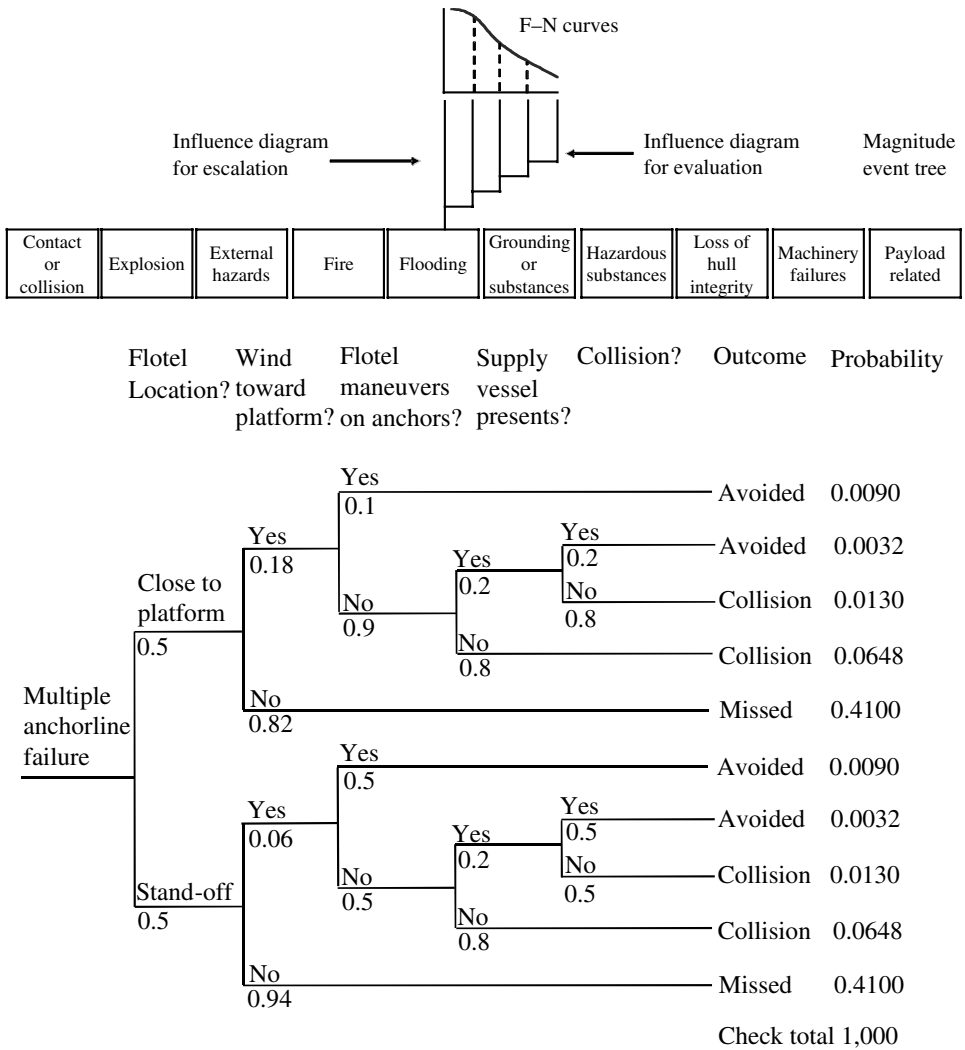 F–N curves
Influence diagram
for escalation
Influence diagram
for evaluation
Magnitude
event tree
Contact
or
collision
Explosion
External
hazards
Fire
Flooding
Grounding
or
substances
Hazardous
substances
Loss of
hull
integrity
Machinery
failures
Payload
related
Flotel
Location?
Wind
toward
platform?
Flotel
maneuvers
on anchors?
Supply
vessel
presents?
Collision?
Outcome
Probability
Multiple
anchorline
failure
Close to
platform
0.5
Yes
0.18
Yes
0.1
Avoided 0.0090
No
0.9
Yes
0.2
Yes
0.2
Avoided 0.0032
No
0.8
Collision 0.0130
No
0.8
Collision 0.0648
No
0.82
Missed 0.4100
Stand-off
0.5
Yes
0.06
Yes
0.5
Avoided 0.0090
No
0.5
Yes
0.2
Yes
0.5
Avoided 0.0032
No
0.5
Collision 0.0130
No
0.8
Collision 0.0648
No
0.94
Missed 0.4100
Check total 1,000